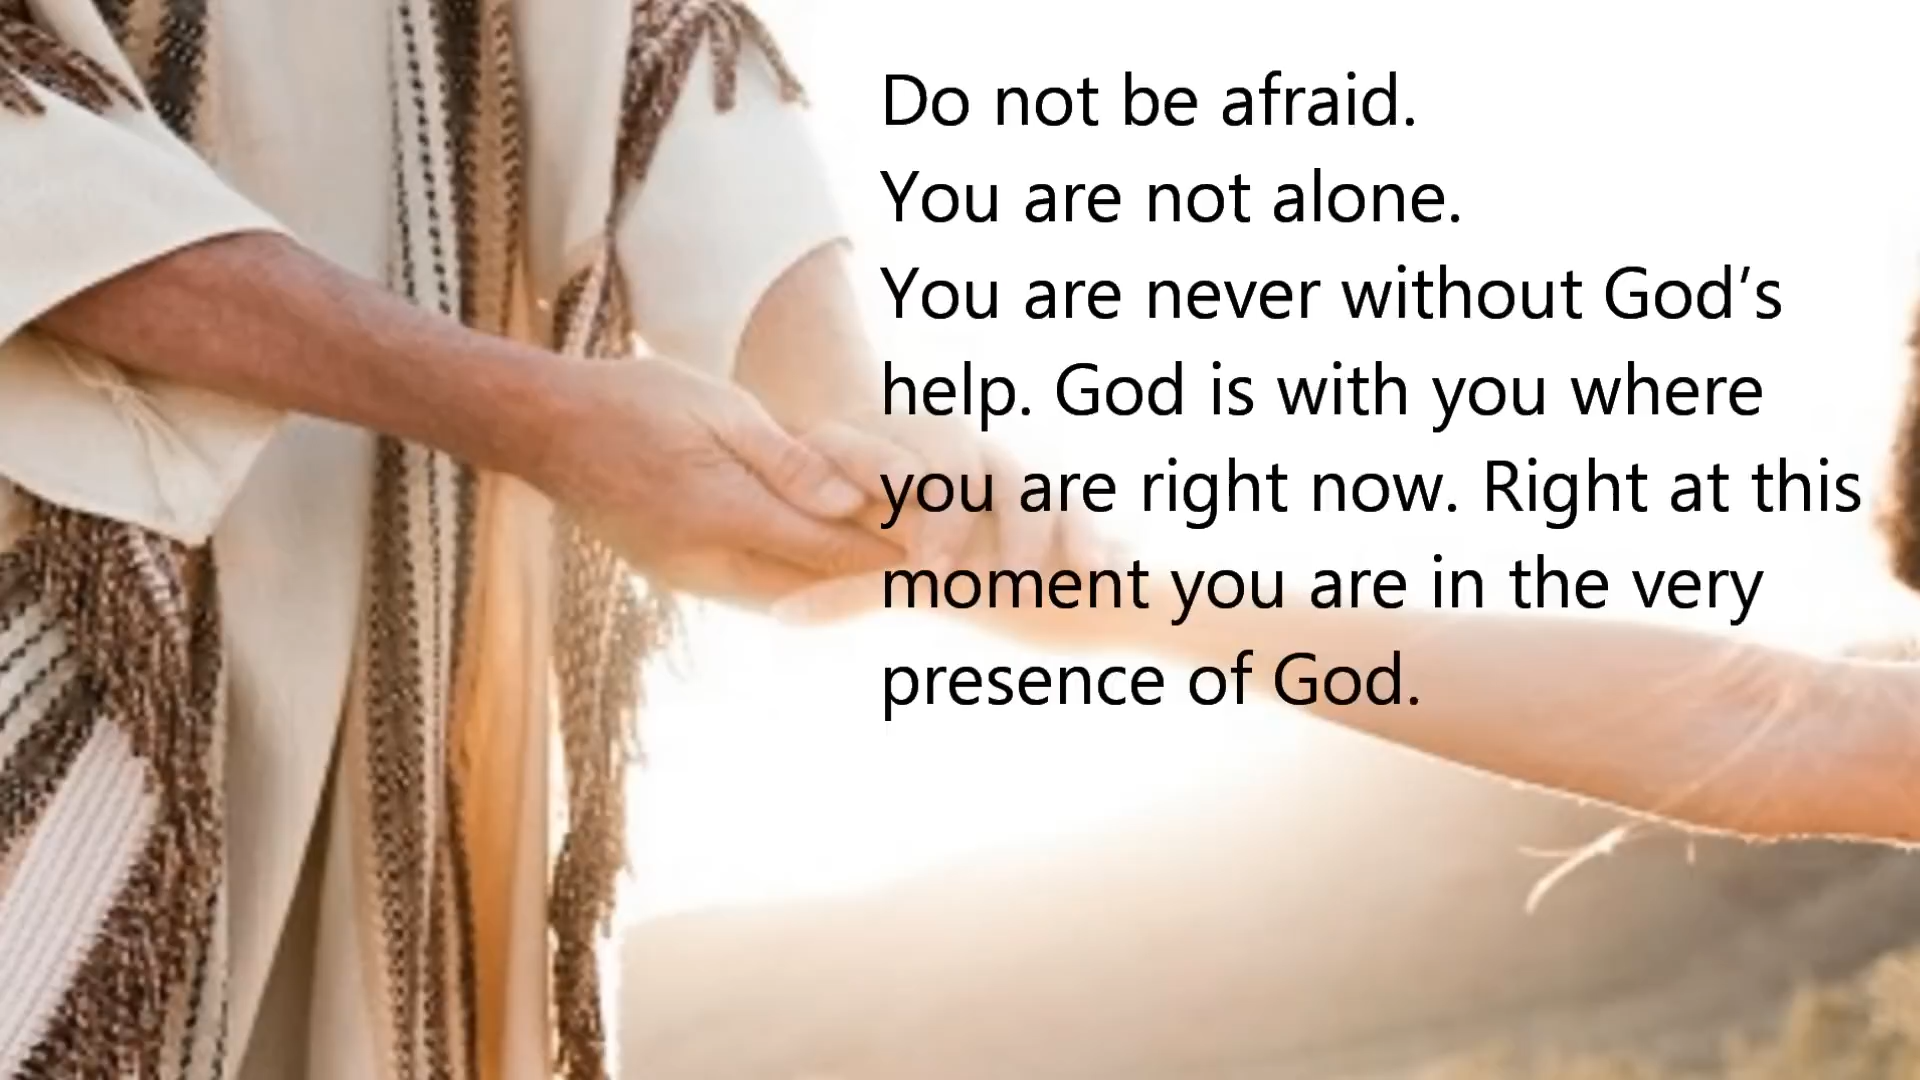 Do not be afraid.
You are not alone.
You are never without God’s
help. God is with you where
you are right now. Right at this
moment you are in the very
presence of God.